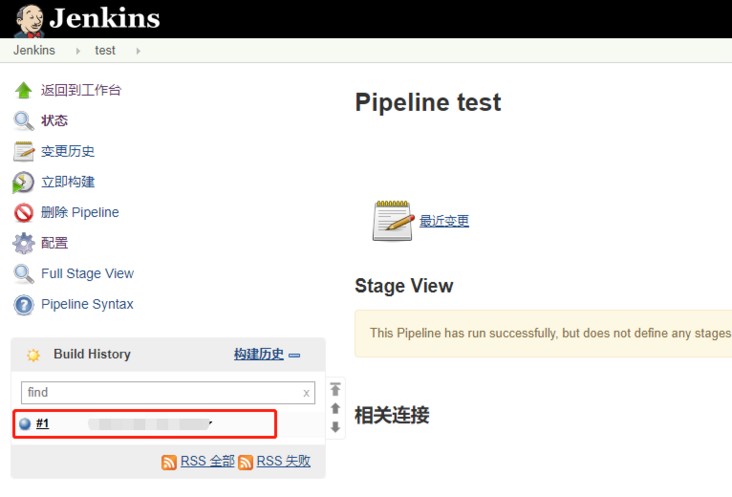 Jenkins
Jenkins test
返回到工作台
状态
变更历史
立即构建
删除 Pipeline
配置
Full Stage View
Pipeline Syntax
Build History 构建历史
find x
#1
RSS 全部 RSS 失败
Pipeline test
最近变更
Stage View
This Pipeline has run successfully, but does not define any stages
相关连接